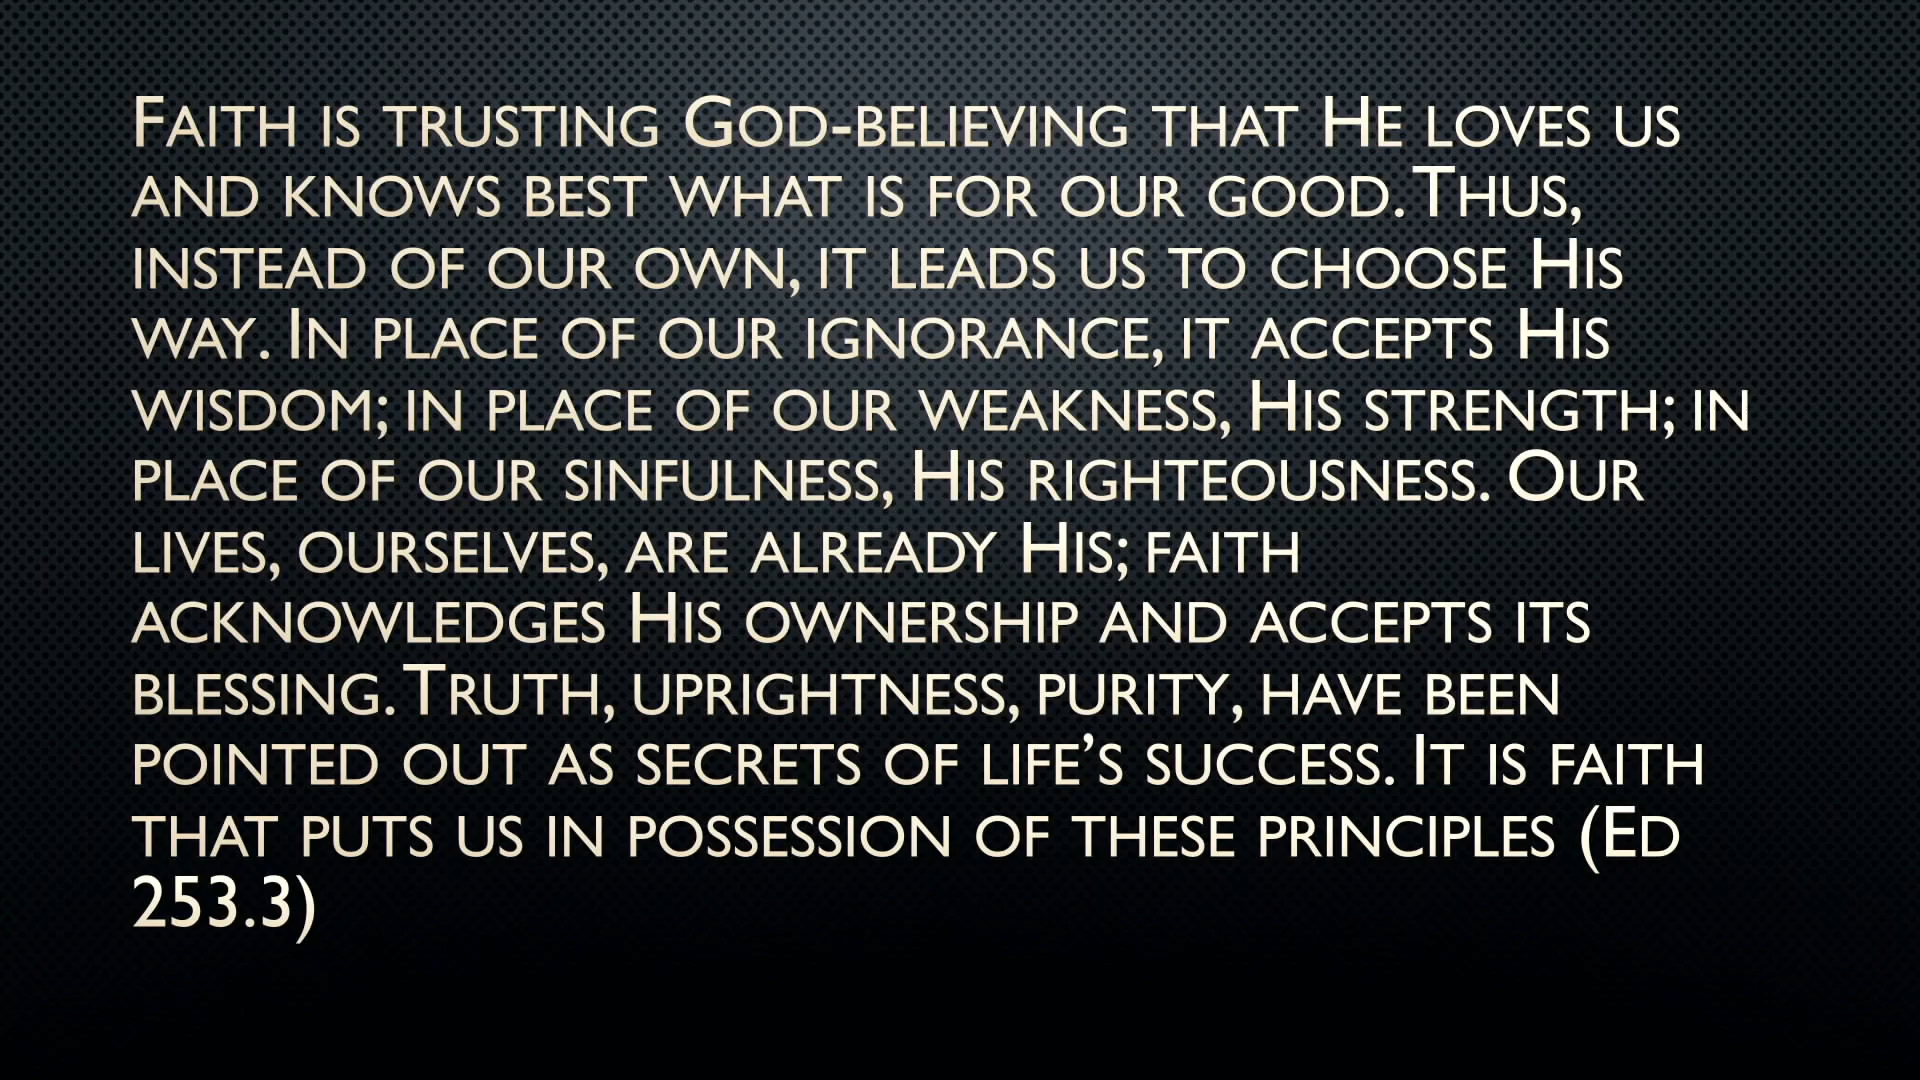 Faith is trusting God-believing that He loves us
and knows best what is for our good. Thus,
instead of our own, it leads us to choose His
way. In place of our ignorance, it accepts His
wisdom; in place of our weakness, His strength; in
place of our sinfulness, His righteousness. Our
lives, ourselves, are already His; faith
acknowledges His ownership and accepts its
blessing. Truth, uprightness, purity, have been
pointed out as secrets of life’s success. It is faith
that puts us in possession of these principles (Ed
253.3)